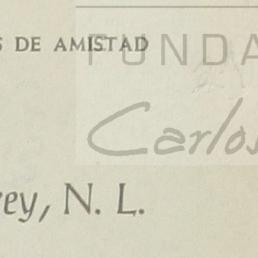 S DE AMISTAD
FUNDA
Carlos
rey, N. L.